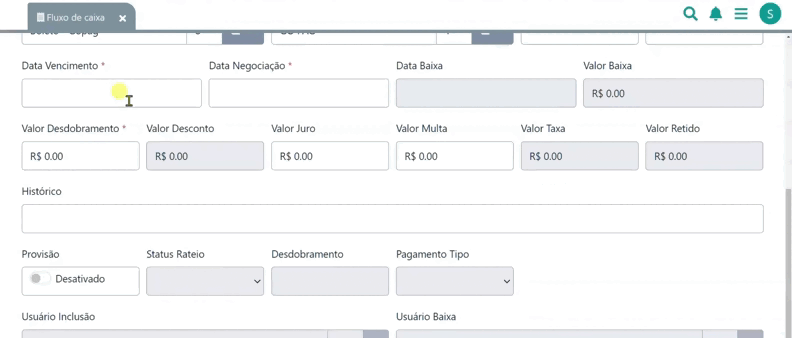 Fluxo de caixa
S
Data Vencimento * Data Negociação * Data Baixa Valor Baixa
R$ 0.00
Valor Desdobramento * Valor Desconto Valor Juro Valor Multa Valor Taxa Valor Retido
R$ 0.00 R$ 0.00 R$ 0.00 R$ 0.00 R$ 0.00 R$ 0.00
Histórico
Provisão Status Rateio Desdobramento Pagamento Tipo
Desativado
Usuário Inclusão Usuário Baixa